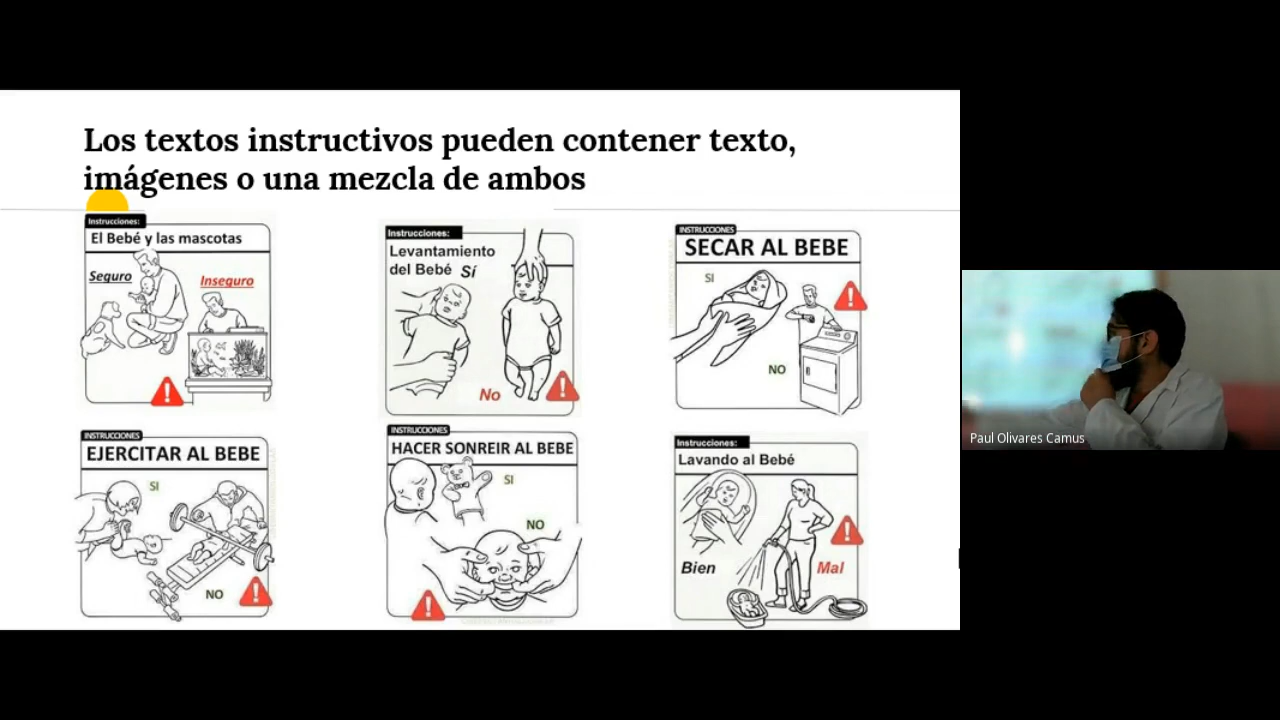 Los textos instructivos pueden contener texto,
imágenes o una mezcla de ambos
Instrucciones:
El Bebé y las mascotas
Seguro
Inseguro
Instrucciones:
Levantamiento
del Bebé Sí
No
INSTRUCCIONES
SECAR AL BEBE
SI
NO
INSTRUCCIONES
EJERCITAR AL BEBE
SI
NO
INSTRUCCIONES
HACER SONREIR AL BEBE
SI
NO
Instrucciones:
Lavando al Bebé
Bien
Mal
Paul Olivares Camus